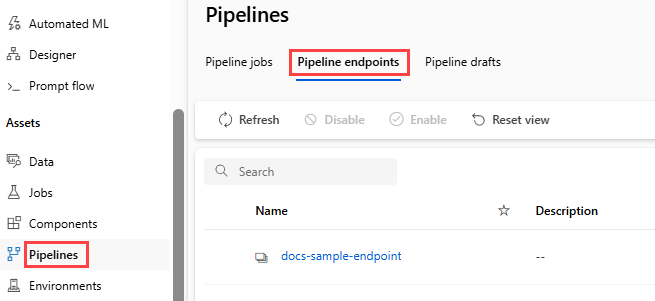 Automated ML
Designer
Prompt flow
Assets
Data
Jobs
Components
Pipelines
Environments
Pipelines
Pipeline jobs
Pipeline endpoints
Pipeline drafts
Refresh
Disable
Enable
Reset view
Search
Name
Description
docs-sample-endpoint
--